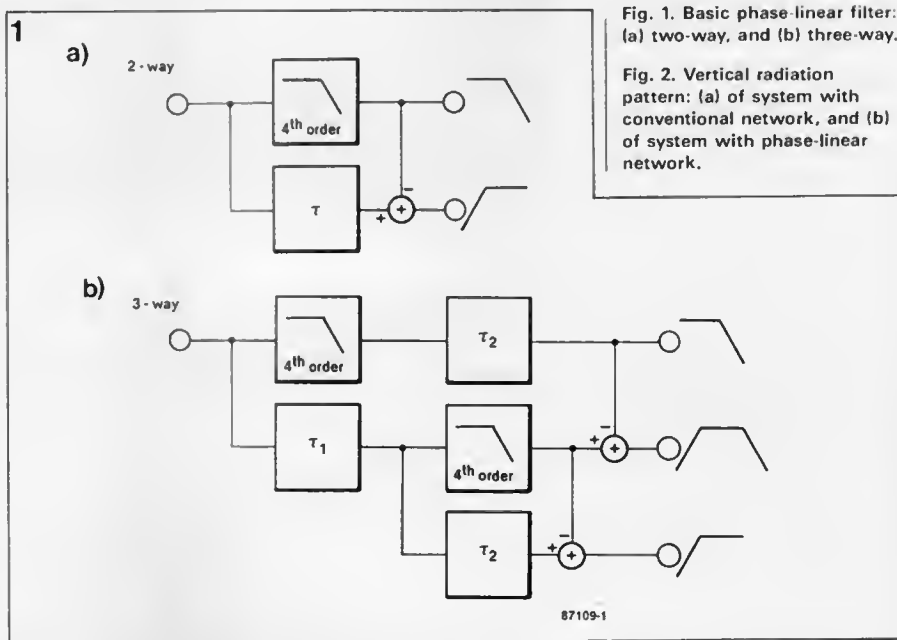 1
Fig. 1. Basic phase-linear filter:
(a) two-way, and (b) three-way.
Fig. 2. Vertical radiation
pattern: (a) of system with
conventional network, and (b)
of system with phase-linear
network.
a)
2-way
4th order
τ
−
+
+
b)
3-way
4th order
τ2
τ1
4th order
−
+
+
τ2
−
+
+
87109-1